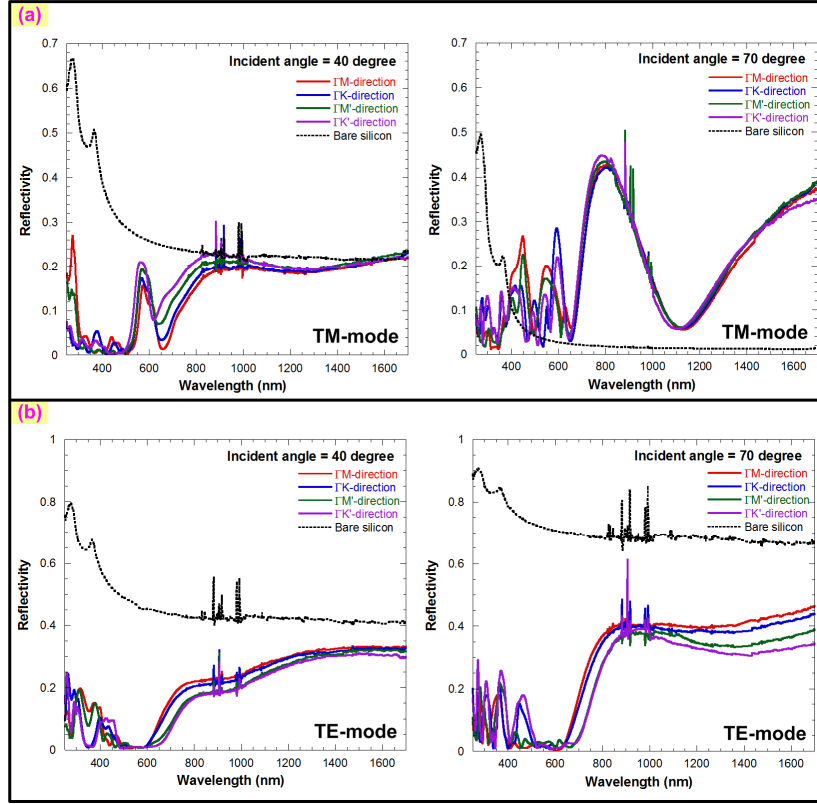 (a)
Incident angle = 40 degree
ΓM-direction
ΓK-direction
ΓM'-direction
ΓK'-direction
Bare silicon
TM-mode
Reflectivity
0.7
0.6
0.5
0.4
0.3
0.2
0.1
0
400 600 800 1000 1200 1400 1600
Wavelength (nm)
Incident angle = 70 degree
ΓM-direction
ΓK-direction
ΓM'-direction
ΓK'-direction
Bare silicon
TM-mode
Reflectivity
0.7
0.6
0.5
0.4
0.3
0.2
0.1
0
400 600 800 1000 1200 1400 1600
Wavelength (nm)
(b)
Incident angle = 40 degree
ΓM-direction
ΓK-direction
ΓM'-direction
ΓK'-direction
Bare silicon
TE-mode
Reflectivity
1
0.8
0.6
0.4
0.2
0
400 600 800 1000 1200 1400 1600
Wavelength (nm)
Incident angle = 70 degree
ΓM-direction
ΓK-direction
ΓM'-direction
ΓK'-direction
Bare silicon
TE-mode
Reflectivity
1
0.8
0.6
0.4
0.2
0
400 600 800 1000 1200 1400 1600
Wavelength (nm)